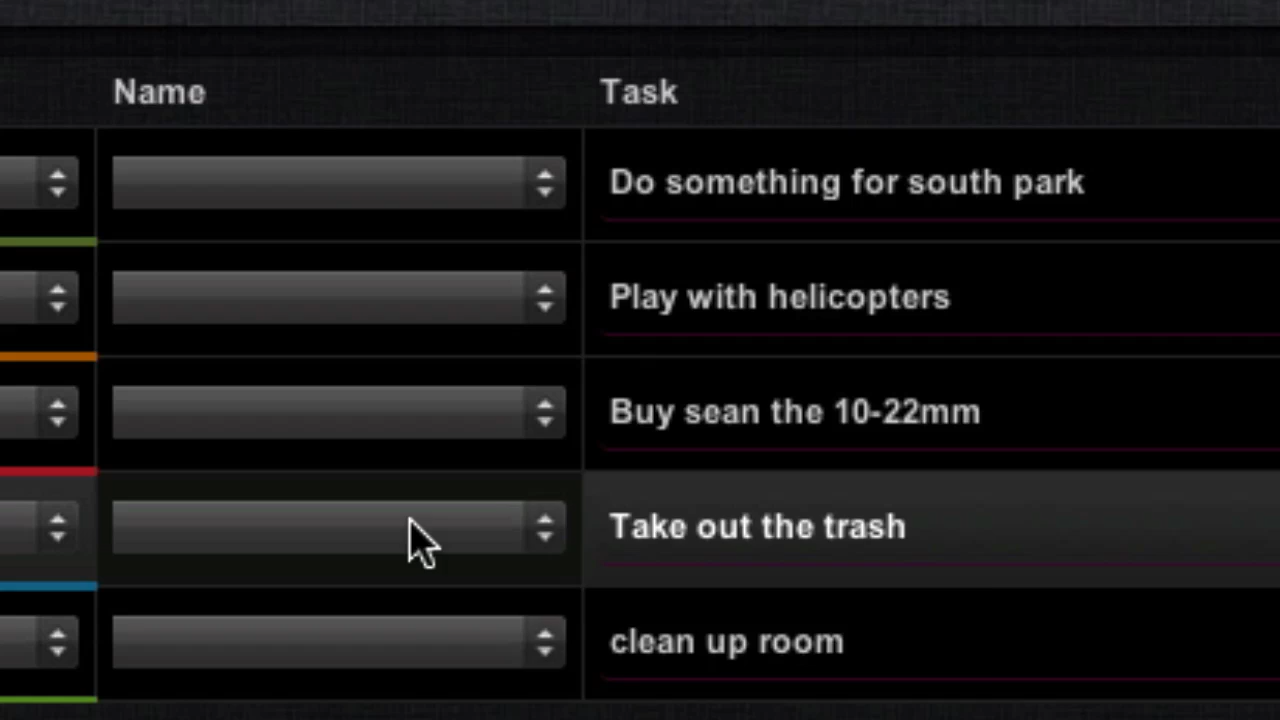 Name Task
Do something for south park
Play with helicopters
Buy sean the 10-22mm
Take out the trash
clean up room